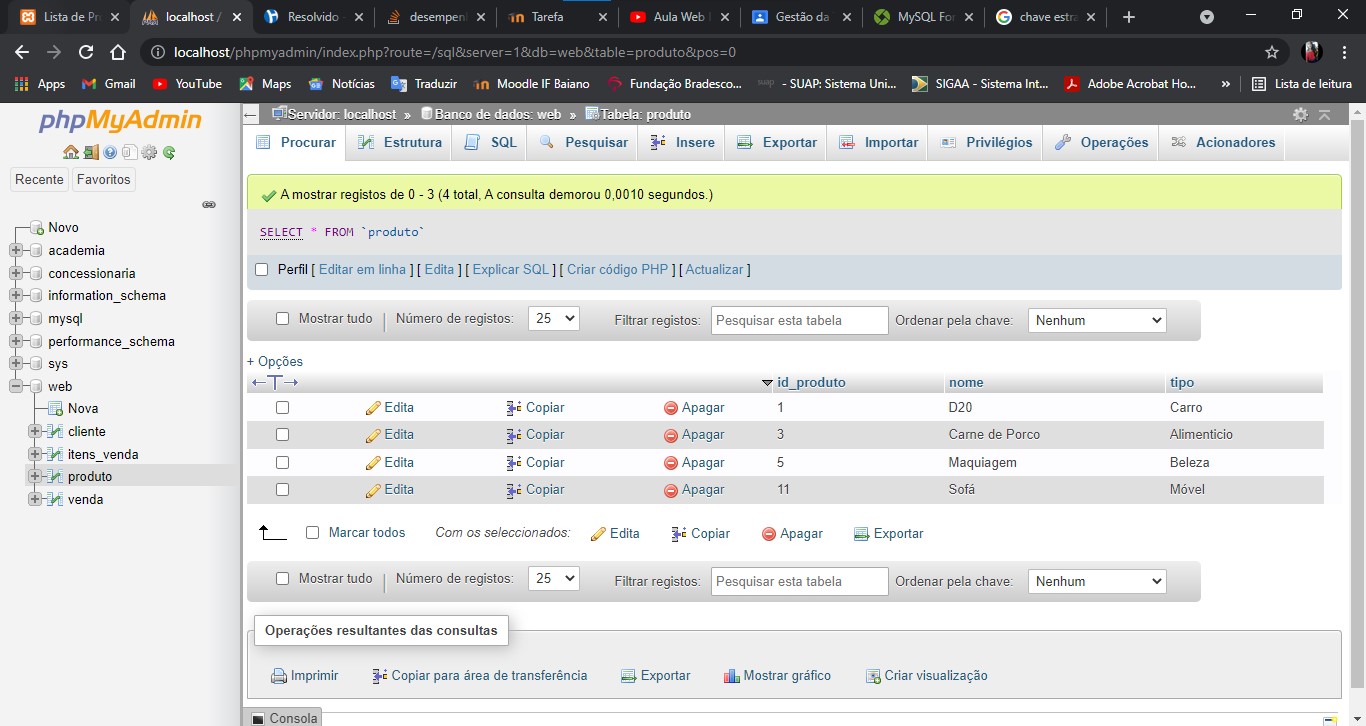 Lista de Pr
localhost /
Resolvido -
desempen
Tarefa
Aula Web
Gestão da
MySQL For
chave estra
localhost/phpmyadmin/index.php?route=/sql&server=1&db=web&table=produto&pos=0
Apps Gmail YouTube Maps Notícias Traduzir Moodle IF Baiano Fundação Bradesco... suap - SUAP: Sistema Uni... SIGAA - Sistema Int... Adobe Acrobat Ho... » Lista de leitura
phpMyAdmin
Recente Favoritos
Novo
academia
concessionaria
information_schema
mysql
performance_schema
sys
web
Nova
cliente
itens_venda
produto
venda
Servidor: localhost » Banco de dados: web » Tabela: produto
Procurar Estrutura SQL Pesquisar Insere Exportar Importar Privilégios Operações Acionadores
A mostrar registos de 0 - 3 (4 total, A consulta demorou 0,0010 segundos.)
SELECT * FROM `produto`
Perfil [ Editar em linha ] [ Edita ] [ Explicar SQL ] [ Criar código PHP ] [ Actualizar ]
Mostrar tudo | Número de registos: 25 Filtrar registos: Pesquisar esta tabela Ordenar pela chave: Nenhum
+ Opções
←T→ id_produto nome tipo
Edita Copiar Apagar 1 D20 Carro
Edita Copiar Apagar 3 Carne de Porco Alimenticio
Edita Copiar Apagar 5 Maquiagem Beleza
Edita Copiar Apagar 11 Sofá Móvel
Marcar todos Com os seleccionados: Edita Copiar Apagar Exportar
Mostrar tudo | Número de registos: 25 Filtrar registos: Pesquisar esta tabela Ordenar pela chave: Nenhum
Operações resultantes das consultas
Imprimir Copiar para área de transferência Exportar Mostrar gráfico Criar visualização
Consola